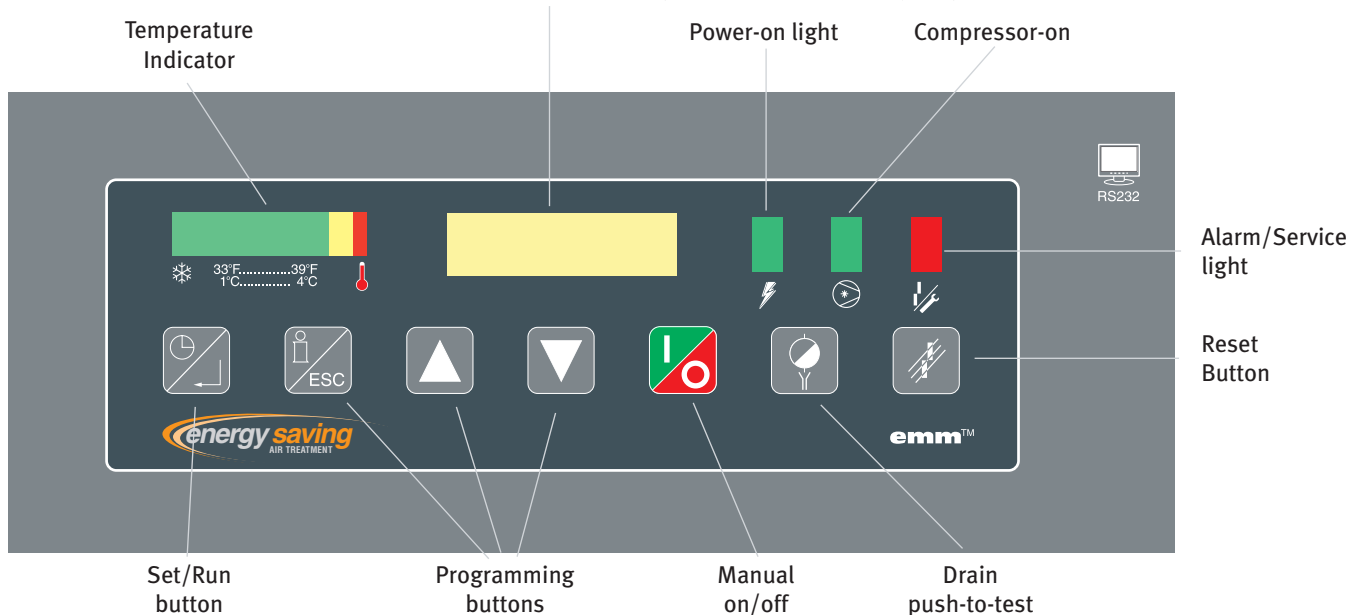 Temperature
Indicator
Power-on light
Compressor-on
RS232
33°F.............39°F
1°C............. 4°C
Alarm/Service
light
ESC
Reset
Button
energy saving
AIR TREATMENT
emm™
Set/Run
button
Programming
buttons
Manual
on/off
Drain
push-to-test